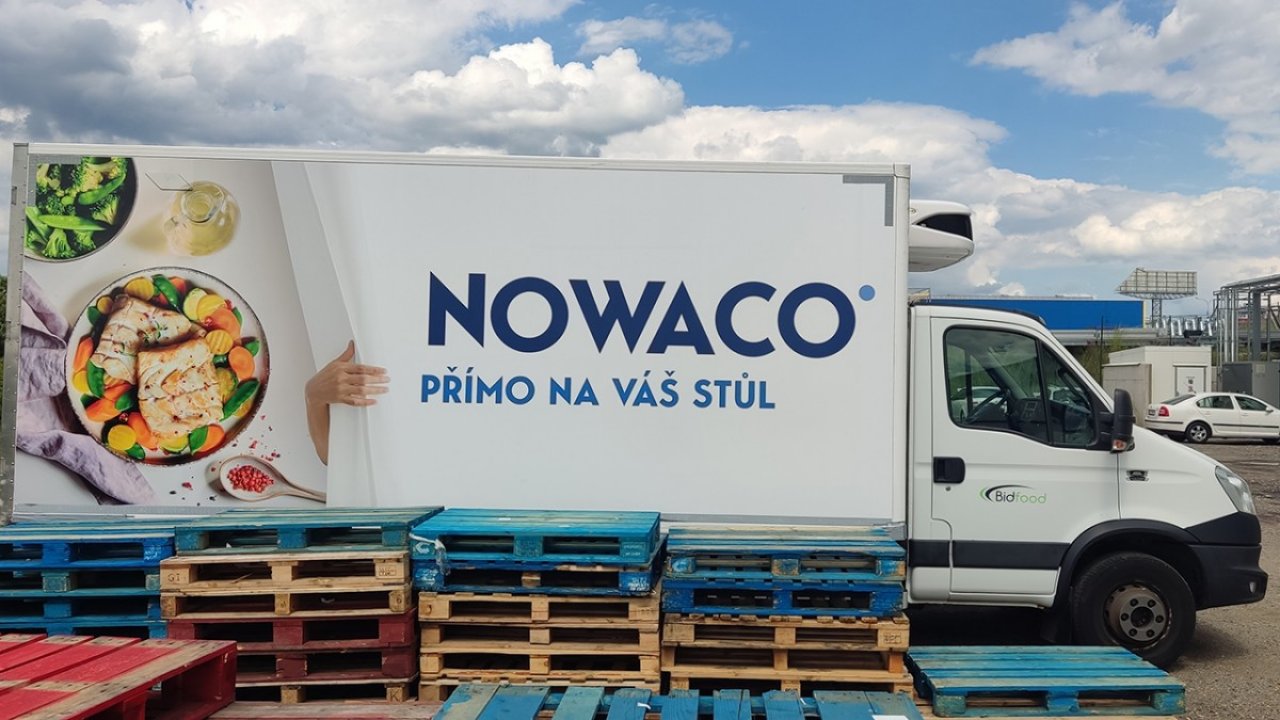 NOWACO
PŘÍMO NA VÁŠ STŮL
Bidfood